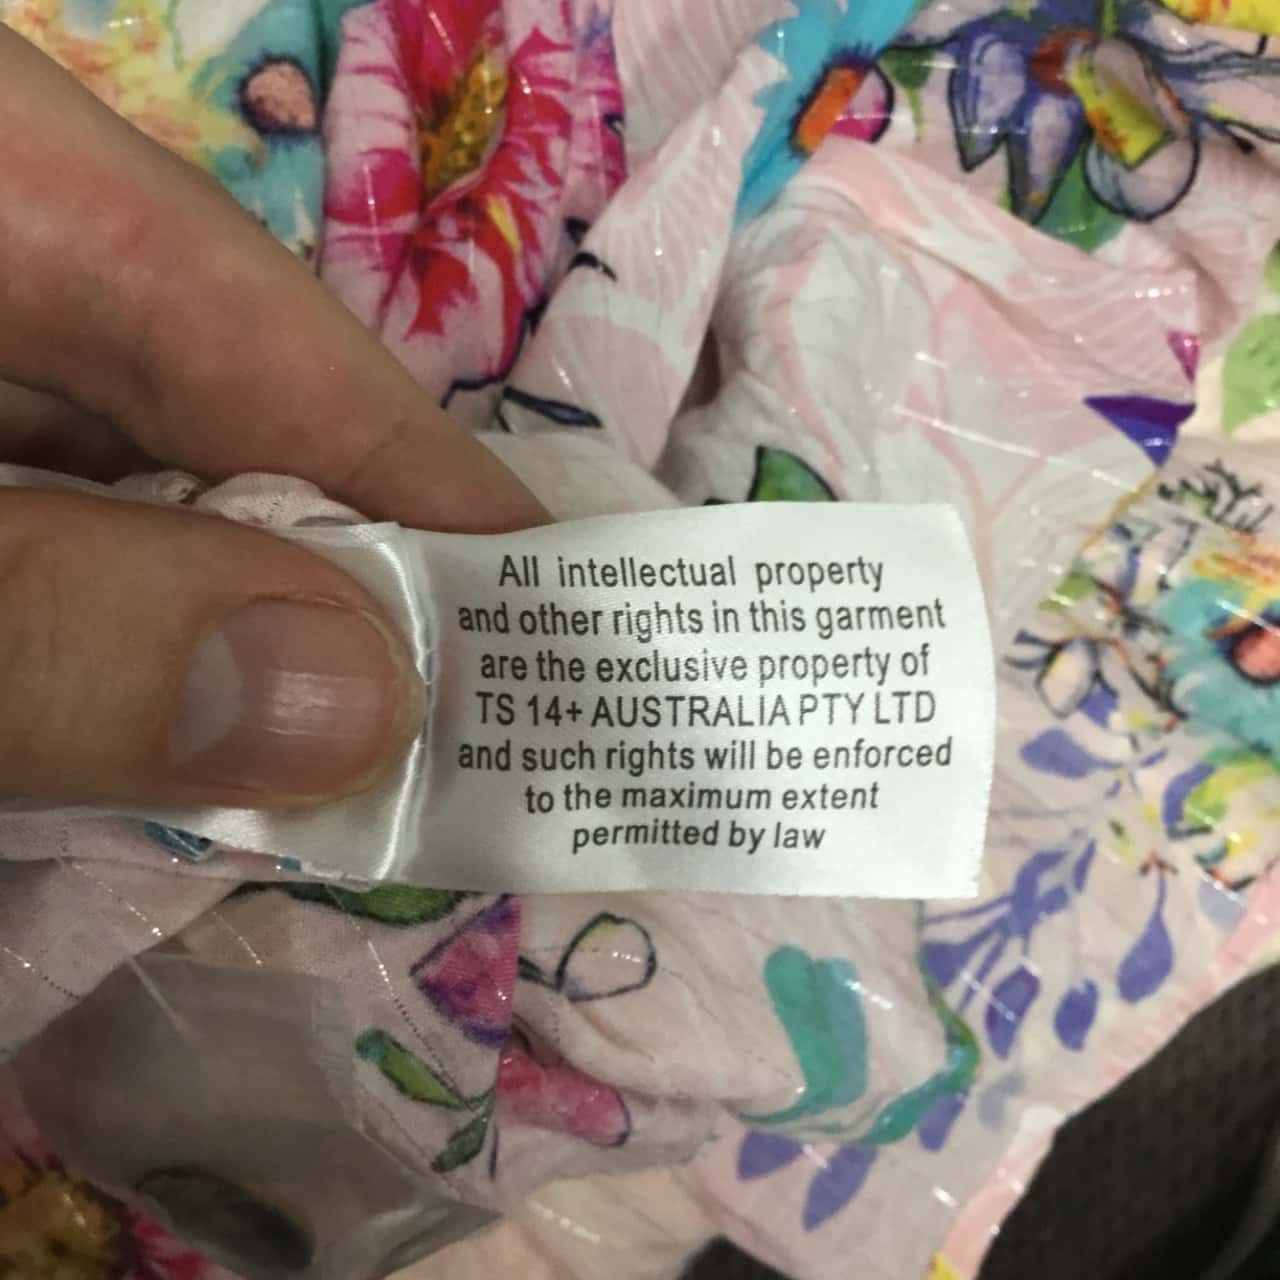 All intellectual property
and other rights in this garment
are the exclusive property of
TS 14+ AUSTRALIA PTY LTD
and such rights will be enforced
to the maximum extent
permitted by law